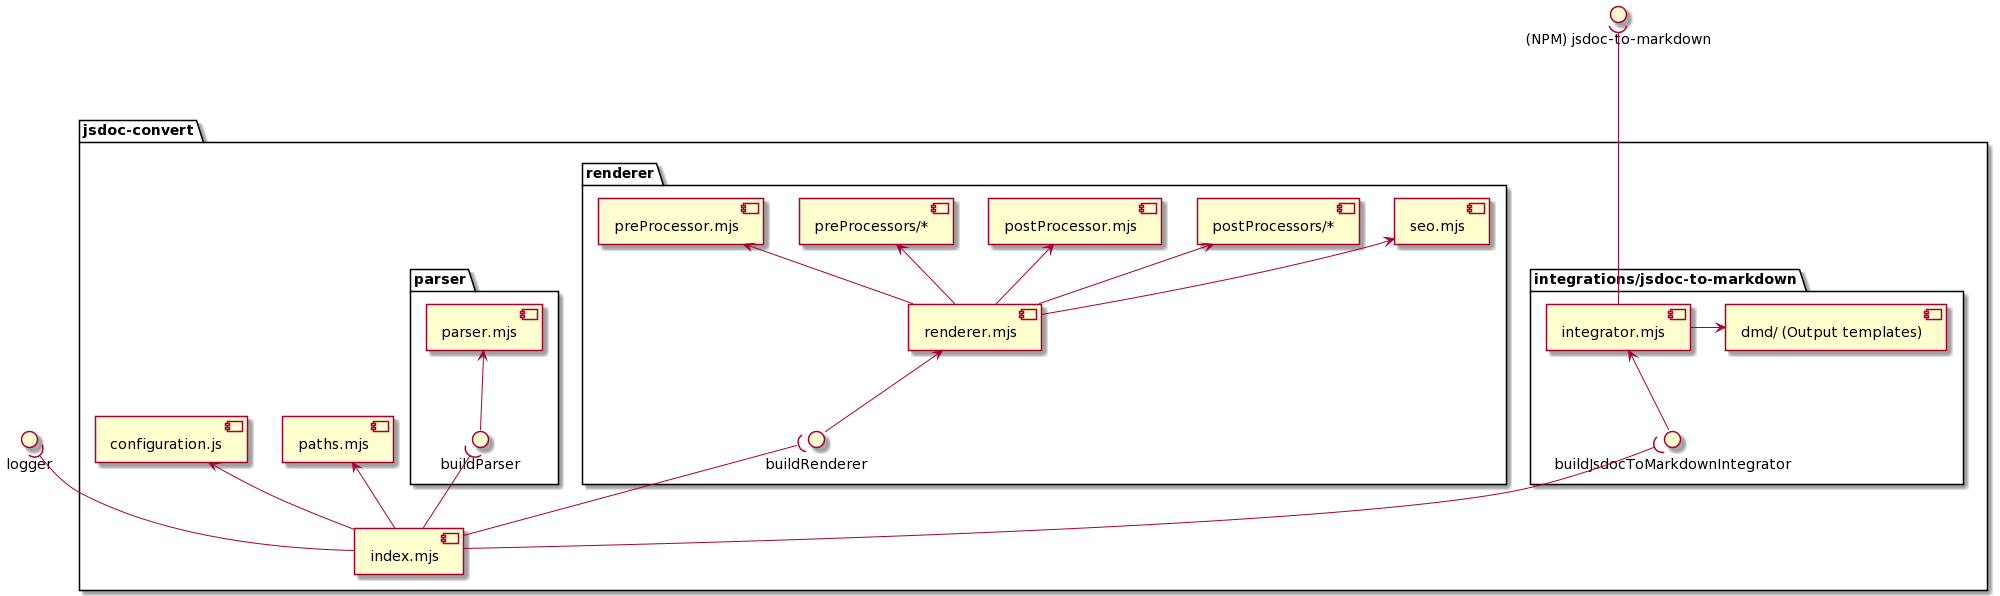 (NPM) jsdoc-to-markdown
jsdoc-convert
renderer
preProcessor.mjs
preProcessors/*
postProcessor.mjs
postProcessors/*
seo.mjs
parser
integrations/jsdoc-to-markdown
parser.mjs
renderer.mjs
integrator.mjs
dmd/ (Output templates)
configuration.js
paths.mjs
logger
buildParser
buildRenderer
buildJsdocToMarkdownIntegrator
index.mjs